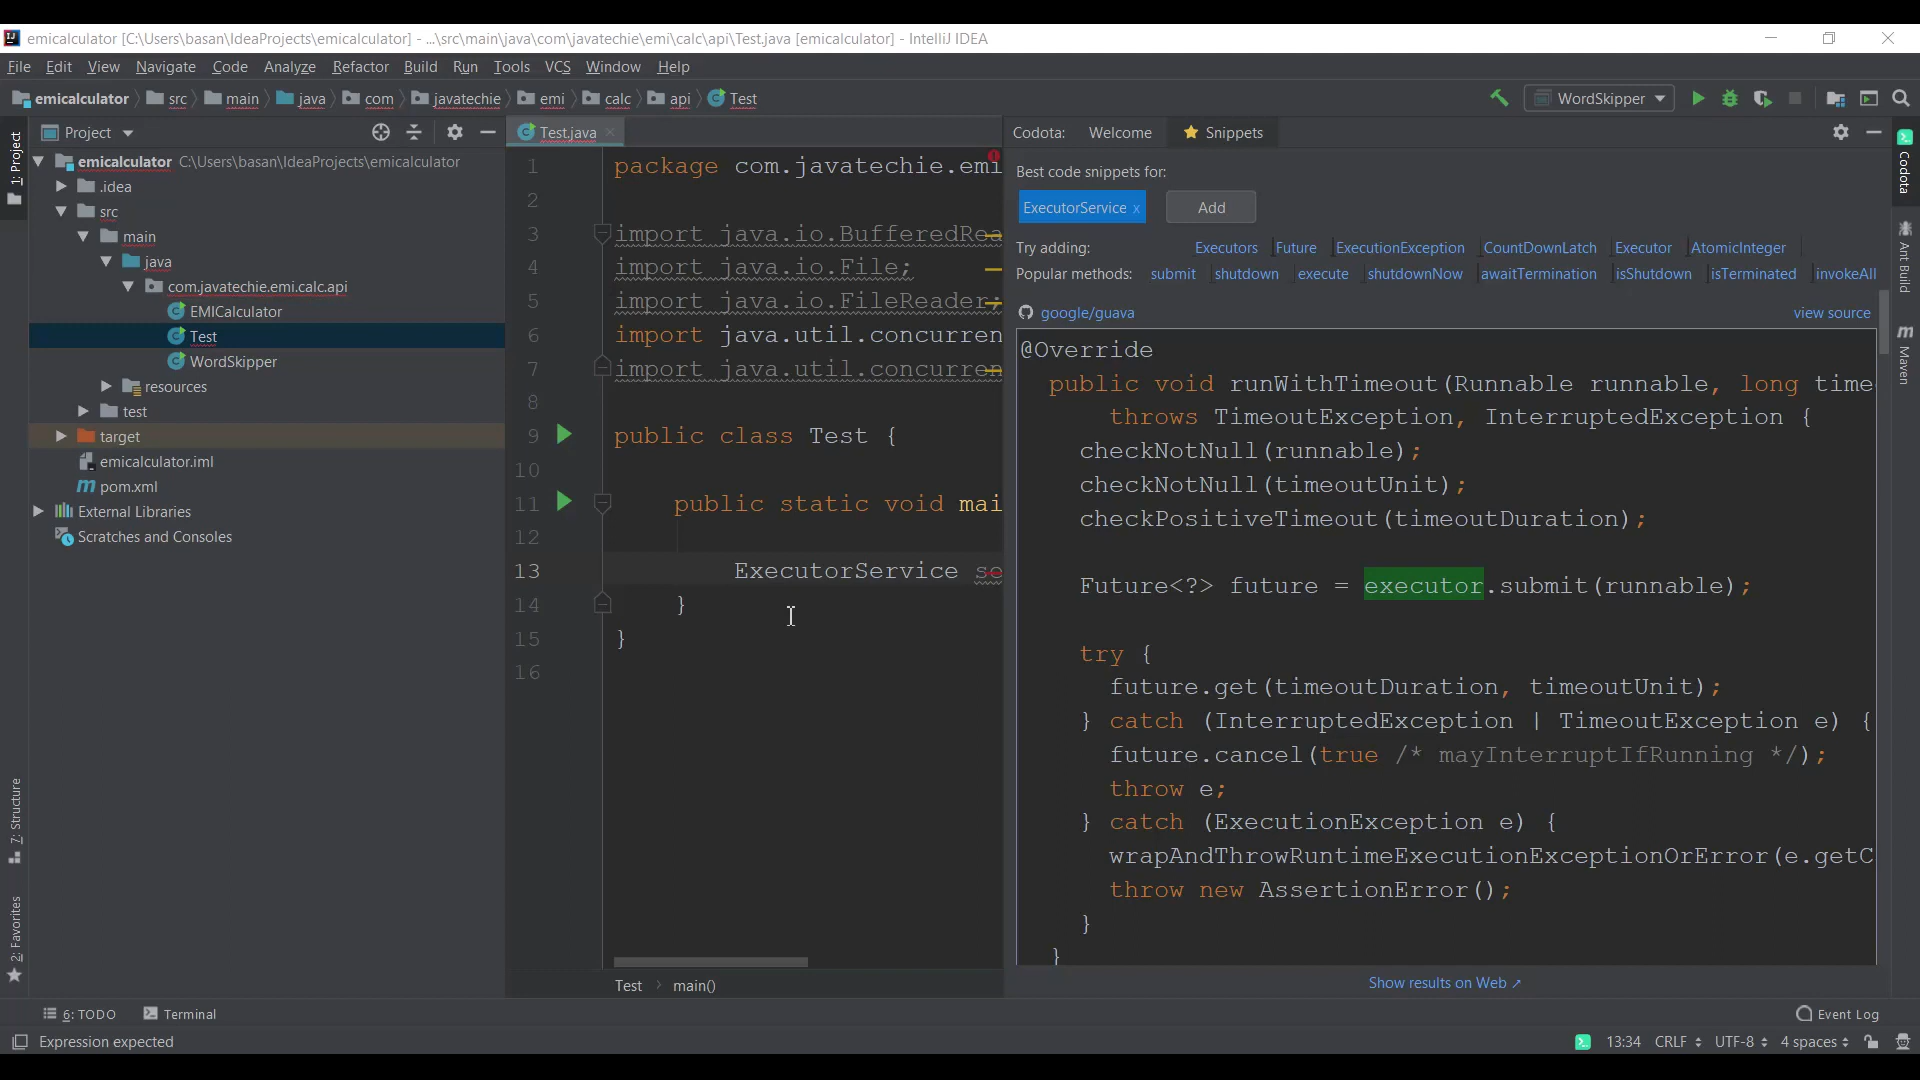 emicalculator [C:\Users\basan\IdeaProjects\emicalculator] - ...\src\main\java\com\javatechie\emi\calc\api\Test.java [emicalculator] - IntelliJ IDEA
File Edit View Navigate Code Analyze Refactor Build Run Tools VCS Window Help
emicalculator src main java com javatechie emi calc api Test WordSkipper
1: Project
7: Structure
2: Favorites
Project
emicalculator C:\Users\basan\IdeaProjects\emicalculator
.idea
src
main
java
com.javatechie.emi.calc.api
EMICalculator
Test
WordSkipper
resources
test
target
emicalculator.iml
pom.xml
External Libraries
Scratches and Consoles
Test.java
1 package com.javatechie.emi
2
3 import java.io.BufferedRea
4 import java.io.File;
5 import java.io.FileReader;
6 import java.util.concurren
7 import java.util.concurren
8
9 public class Test {
10
11 public static void mai
12
13 ExecutorService se
14 }
15 }
16
Test main()
Codota: Welcome Snippets
Best code snippets for:
ExecutorService x Add
Try adding: Executors Future ExecutionException CountDownLatch Executor AtomicInteger
Popular methods: submit shutdown execute shutdownNow awaitTermination isShutdown isTerminated invokeAll
google/guava view source
@Override
public void runWithTimeout(Runnable runnable, long time
throws TimeoutException, InterruptedException {
checkNotNull(runnable);
checkNotNull(timeoutUnit);
checkPositiveTimeout(timeoutDuration);
Future<?> future = executor.submit(runnable);
try {
future.get(timeoutDuration, timeoutUnit);
} catch (InterruptedException | TimeoutException e) {
future.cancel(true /* mayInterruptIfRunning */);
throw e;
} catch (ExecutionException e) {
wrapAndThrowRuntimeExecutionExceptionOrError(e.getC
throw new AssertionError();
}
}
Show results on Web ↗
Codota
Ant Build
Maven
6: TODO Terminal Event Log
Expression expected 13:34 CRLF UTF-8 4 spaces